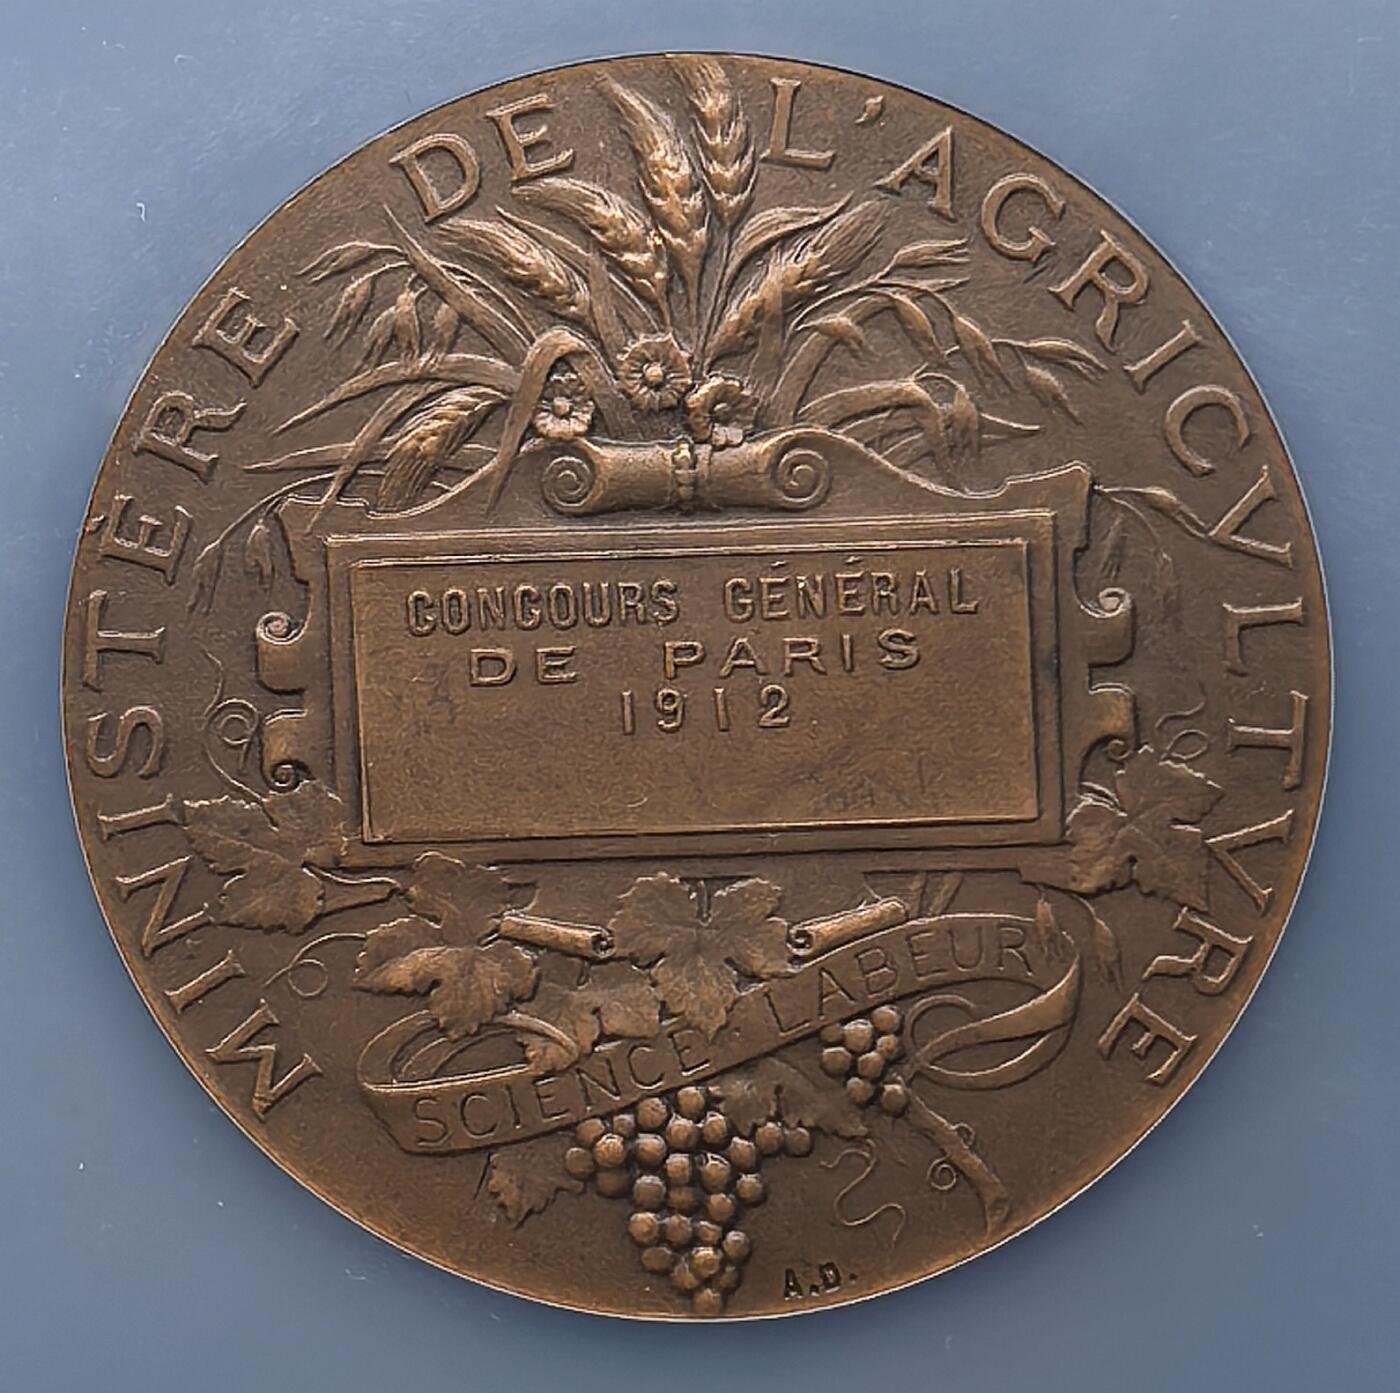 MINISTÈRE DE L'AGRICVLTVRE
CONCOURS GÉNÉRAL
DE PARIS
1912
SCIENCE LABEUR
A.D.